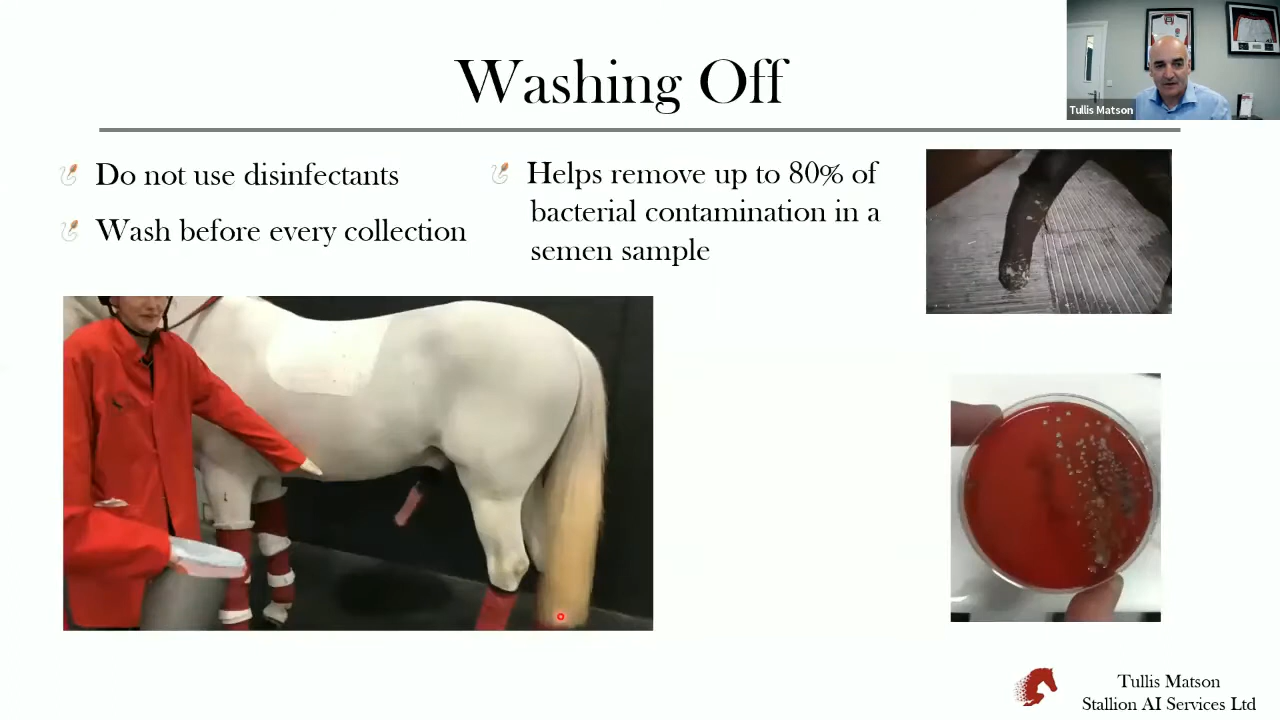 Washing Off
Tullis Matson
Do not use disinfectants
Wash before every collection
Helps remove up to 80% of
bacterial contamination in a
semen sample
Tullis Matson
Stallion AI Services Ltd